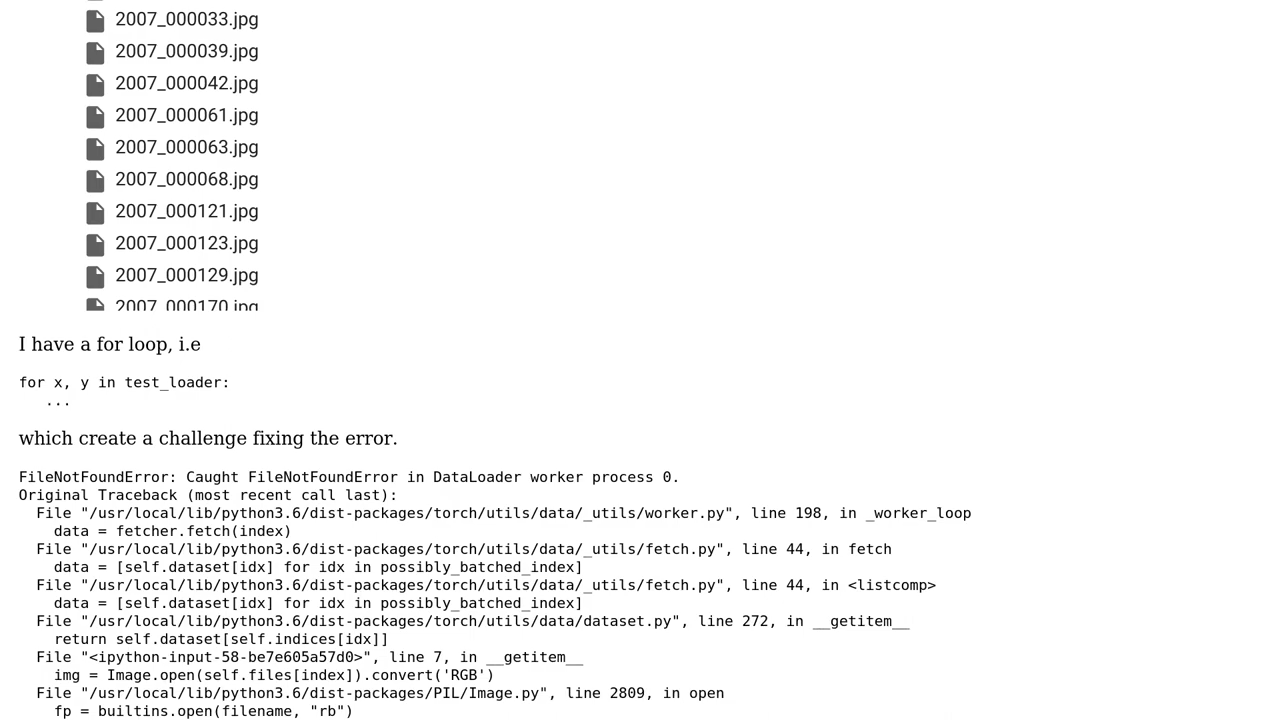 2007_000033.jpg
2007_000039.jpg
2007_000042.jpg
2007_000061.jpg
2007_000063.jpg
2007_000068.jpg
2007_000121.jpg
2007_000123.jpg
2007_000129.jpg
2007_000170.jpg
I have a for loop, i.e
for x, y in test_loader:
   ...
which create a challenge fixing the error.
FileNotFoundError: Caught FileNotFoundError in DataLoader worker process 0.
Original Traceback (most recent call last):
  File "/usr/local/lib/python3.6/dist-packages/torch/utils/data/_utils/worker.py", line 198, in _worker_loop
    data = fetcher.fetch(index)
  File "/usr/local/lib/python3.6/dist-packages/torch/utils/data/_utils/fetch.py", line 44, in fetch
    data = [self.dataset[idx] for idx in possibly_batched_index]
  File "/usr/local/lib/python3.6/dist-packages/torch/utils/data/_utils/fetch.py", line 44, in <listcomp>
    data = [self.dataset[idx] for idx in possibly_batched_index]
  File "/usr/local/lib/python3.6/dist-packages/torch/utils/data/dataset.py", line 272, in __getitem__
    return self.dataset[self.indices[idx]]
  File "<ipython-input-58-be7e605a57d0>", line 7, in __getitem__
    img = Image.open(self.files[index]).convert('RGB')
  File "/usr/local/lib/python3.6/dist-packages/PIL/Image.py", line 2809, in open
    fp = builtins.open(filename, "rb")